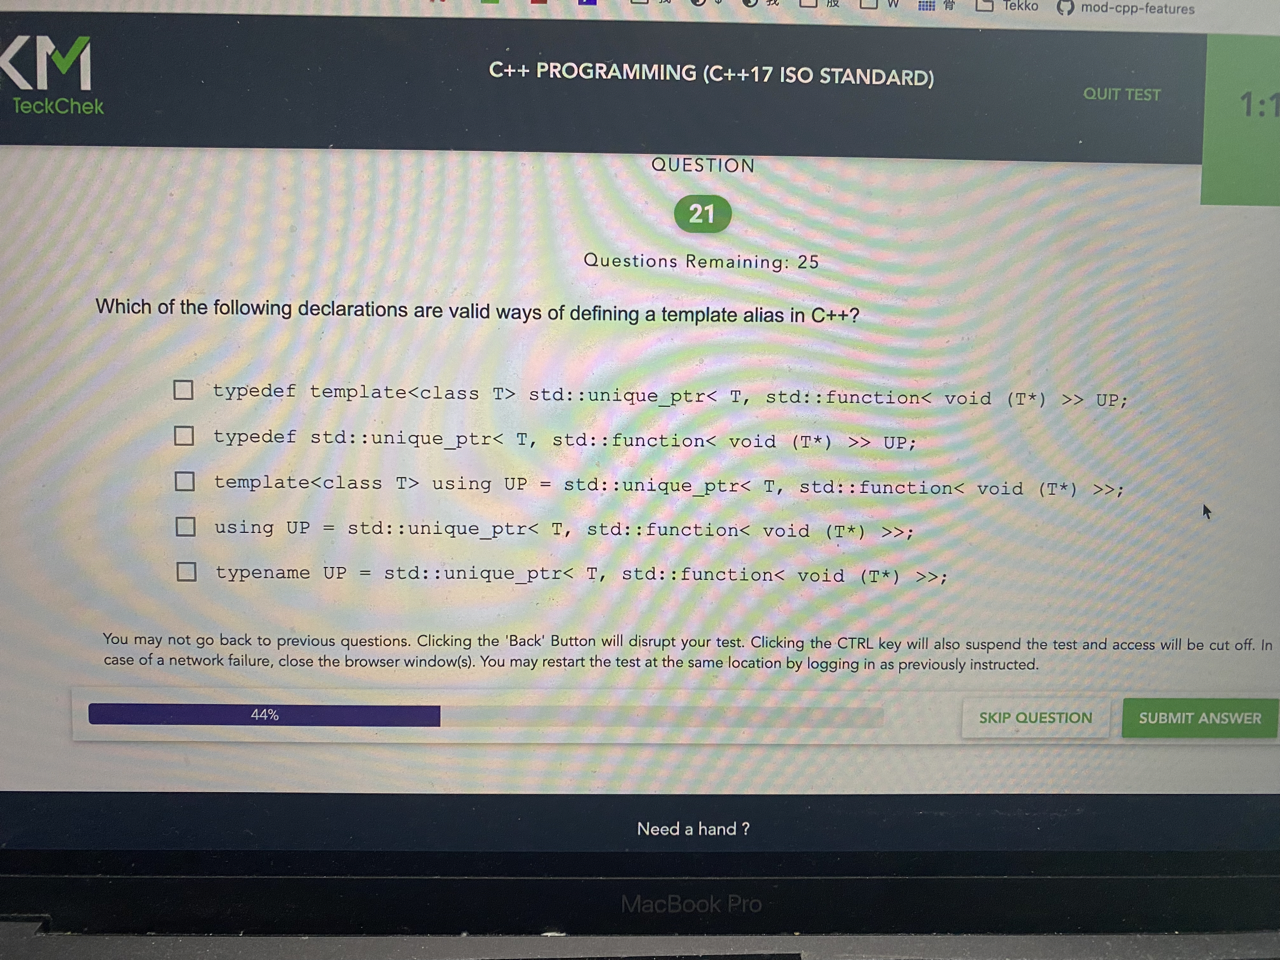 Tekko
mod-cpp-features
KM
TeckChek
C++ PROGRAMMING (C++17 ISO STANDARD)
QUIT TEST
QUESTION
21
Questions Remaining: 25
Which of the following declarations are valid ways of defining a template alias in C++?
typedef template<class T> std::unique_ptr< T, std::function< void (T*) >> UP;
typedef std::unique_ptr< T, std::function< void (T*) >> UP;
template<class T> using UP = std::unique_ptr< T, std::function< void (T*) >>;
using UP = std::unique_ptr< T, std::function< void (T*) >>;
typename UP = std::unique_ptr< T, std::function< void (T*) >>;
You may not go back to previous questions. Clicking the 'Back' Button will disrupt your test. Clicking the CTRL key will also suspend the test and access will be cut off. In
case of a network failure, close the browser window(s). You may restart the test at the same location by logging in as previously instructed.
44%
SKIP QUESTION
SUBMIT ANSWER
Need a hand ?
MacBook Pro